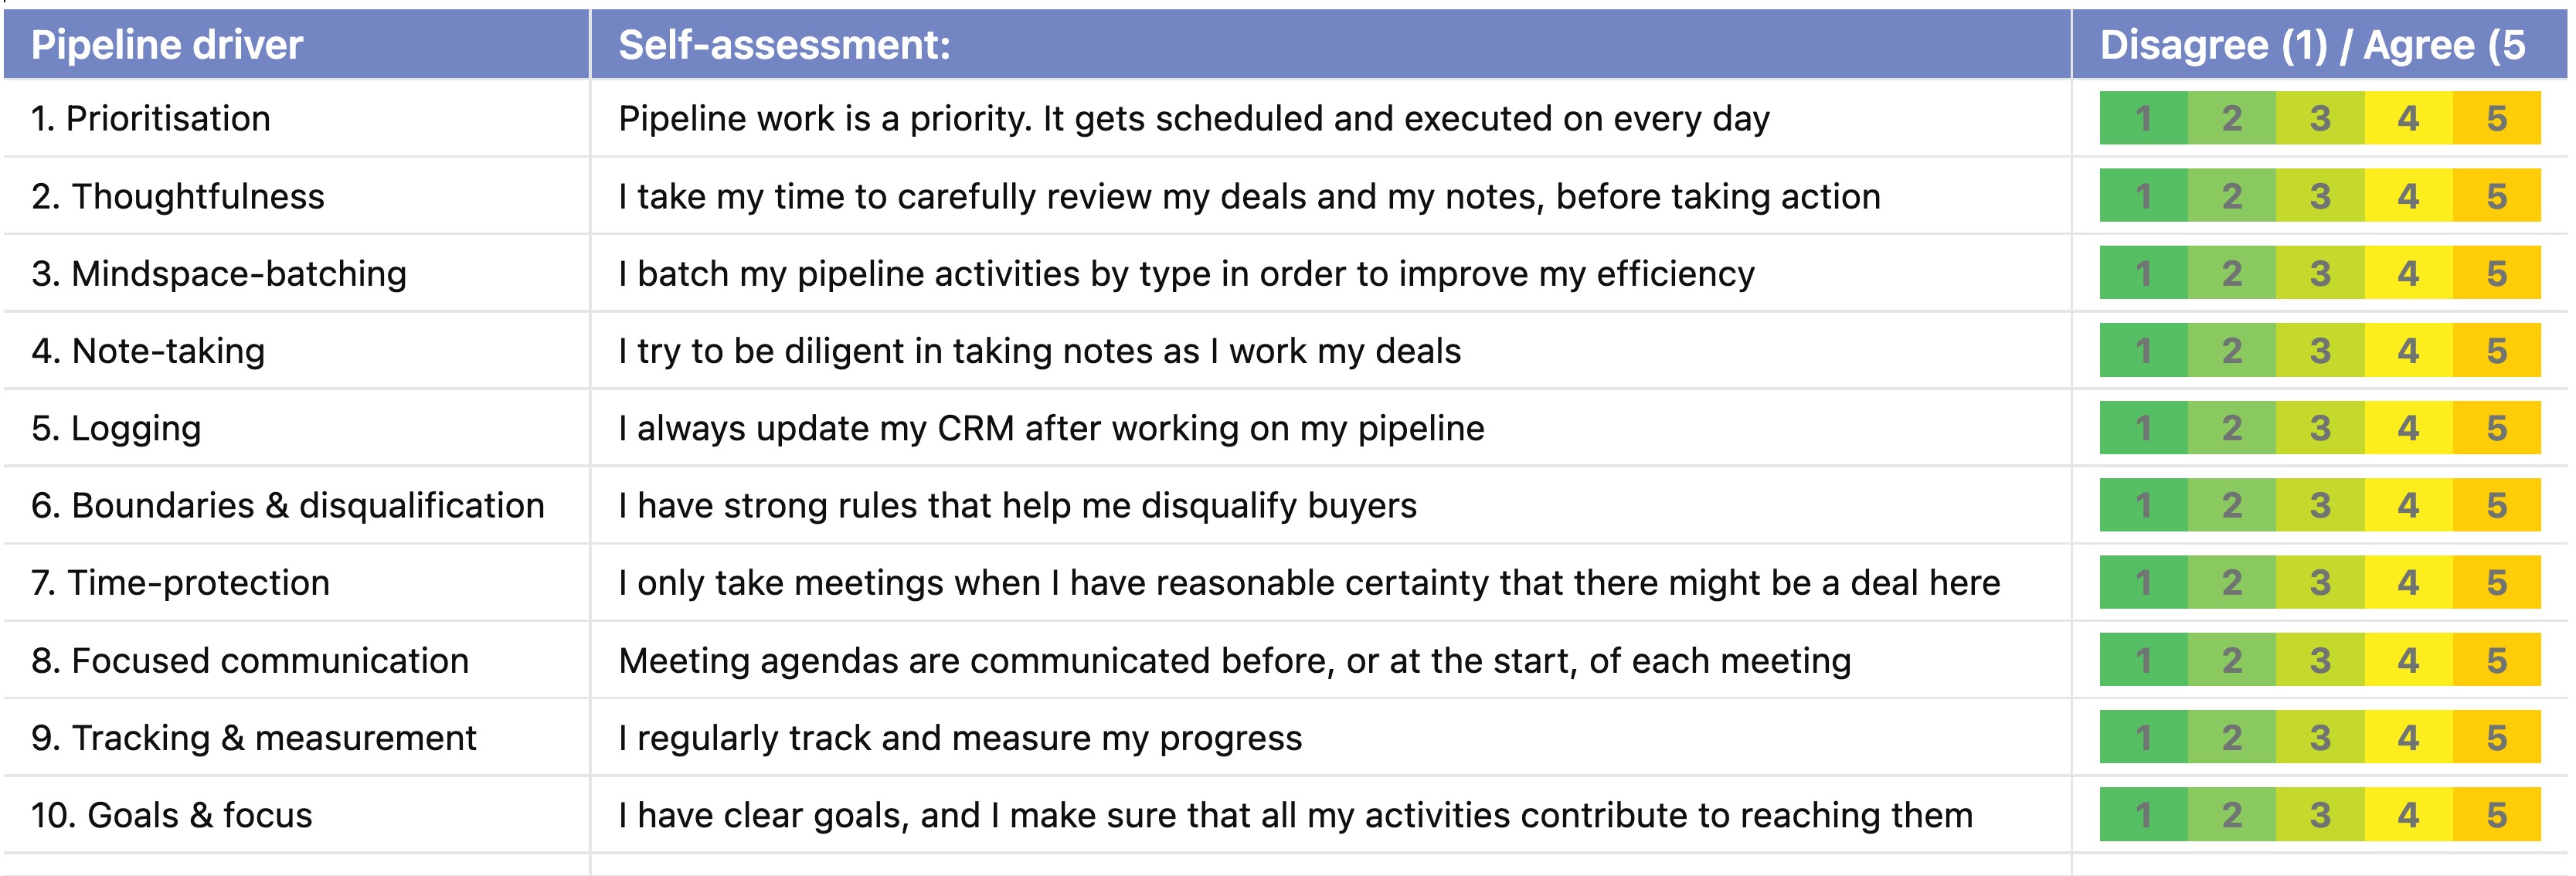 Pipeline driver Self-assessment: Disagree (1) / Agree (5
1. Prioritisation Pipeline work is a priority. It gets scheduled and executed on every day 1 2 3 4 5
2. Thoughtfulness I take my time to carefully review my deals and my notes, before taking action 1 2 3 4 5
3. Mindspace-batching I batch my pipeline activities by type in order to improve my efficiency 1 2 3 4 5
4. Note-taking I try to be diligent in taking notes as I work my deals 1 2 3 4 5
5. Logging I always update my CRM after working on my pipeline 1 2 3 4 5
6. Boundaries & disqualification I have strong rules that help me disqualify buyers 1 2 3 4 5
7. Time-protection I only take meetings when I have reasonable certainty that there might be a deal here 1 2 3 4 5
8. Focused communication Meeting agendas are communicated before, or at the start, of each meeting 1 2 3 4 5
9. Tracking & measurement I regularly track and measure my progress 1 2 3 4 5
10. Goals & focus I have clear goals, and I make sure that all my activities contribute to reaching them 1 2 3 4 5